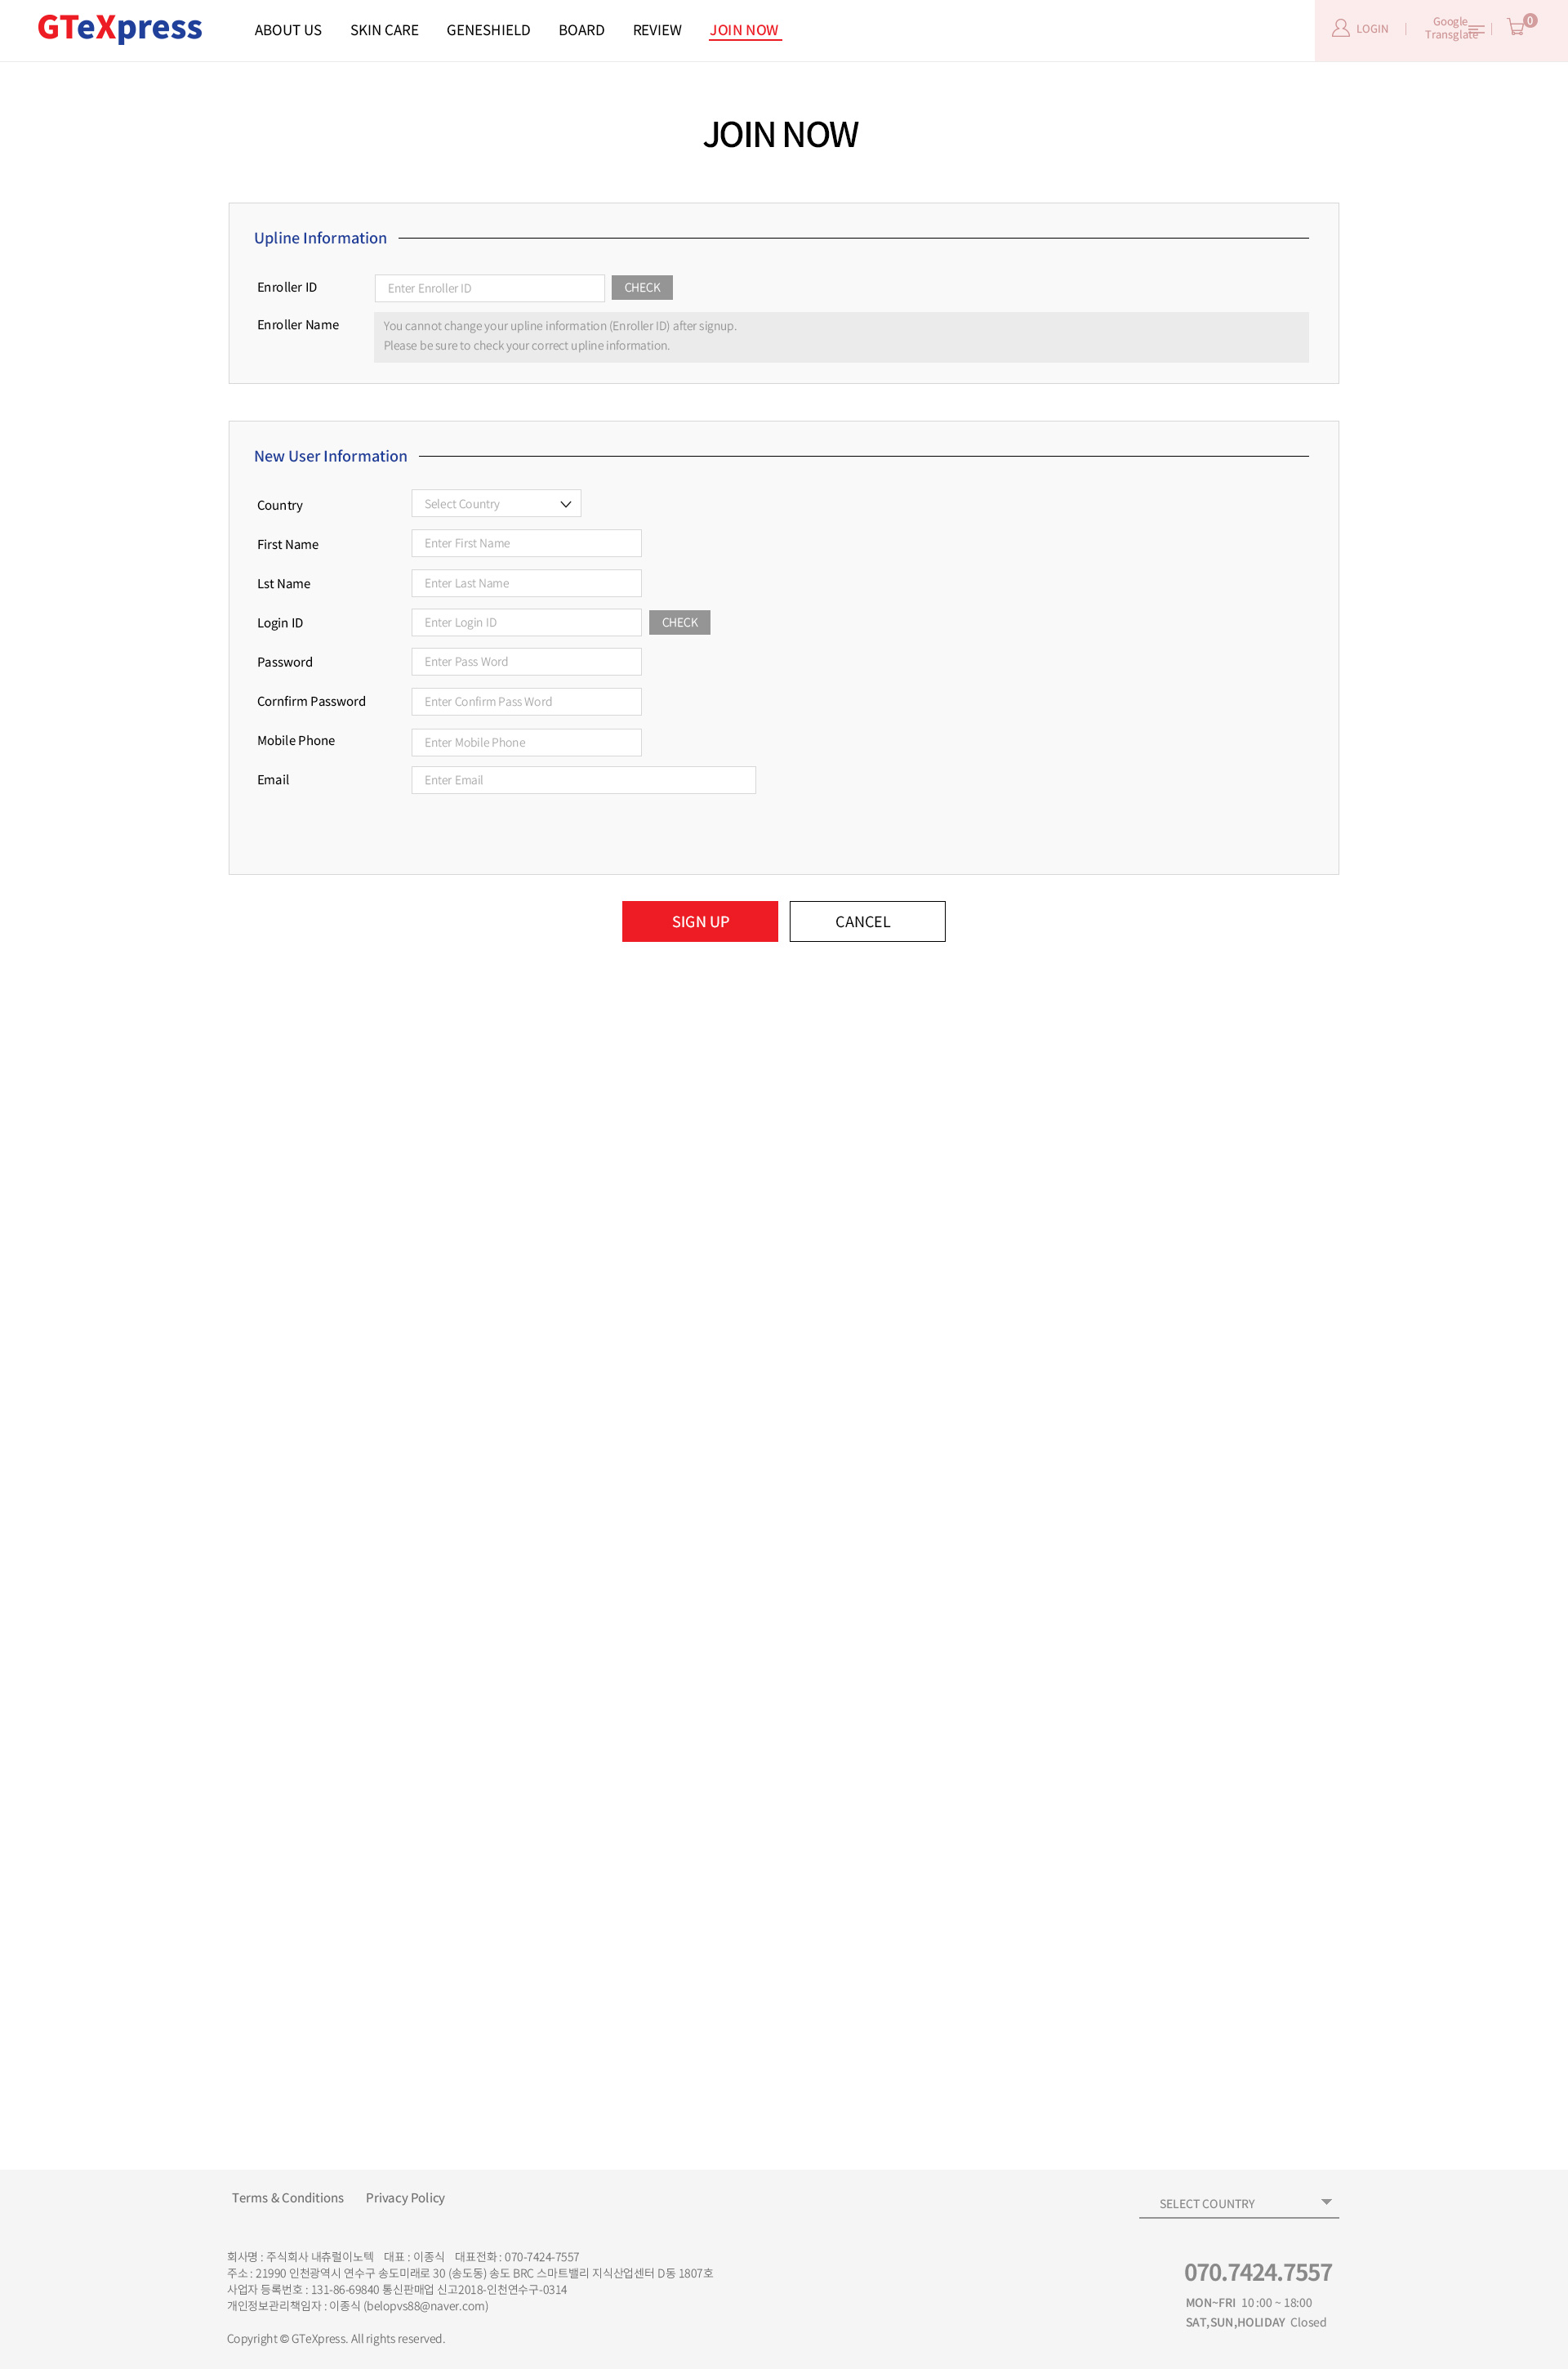 GTeXpress
ABOUT US SKIN CARE GENESHIELD BOARD REVIEW JOIN NOW
LOGIN
Google
Transglate
0
JOIN NOW
Upline Information
Enroller ID Enter Enroller ID CHECK
Enroller Name You cannot change your upline information (Enroller ID) after signup.
Please be sure to check your correct upline information.
New User Information
Country Select Country
First Name Enter First Name
Lst Name Enter Last Name
Login ID Enter Login ID CHECK
Password Enter Pass Word
Cornfirm Password Enter Confirm Pass Word
Mobile Phone Enter Mobile Phone
Email Enter Email
SIGN UP CANCEL
Terms & Conditions Privacy Policy
SELECT COUNTRY
회사명 : 주식회사 내츄럴이노텍 대표 : 이종식 대표전화 : 070-7424-7557
주소 : 21990 인천광역시 연수구 송도미래로 30 (송도동) 송도 BRC 스마트밸리 지식산업센터 D동 1807호
사업자 등록번호 : 131-86-69840 통신판매업 신고2018-인천연수구-0314
개인정보관리책임자 : 이종식 (belopvs88@naver.com)
Copyright © GTeXpress. All rights reserved.
070.7424.7557
MON~FRI 10 :00 ~ 18:00
SAT,SUN,HOLIDAY Closed